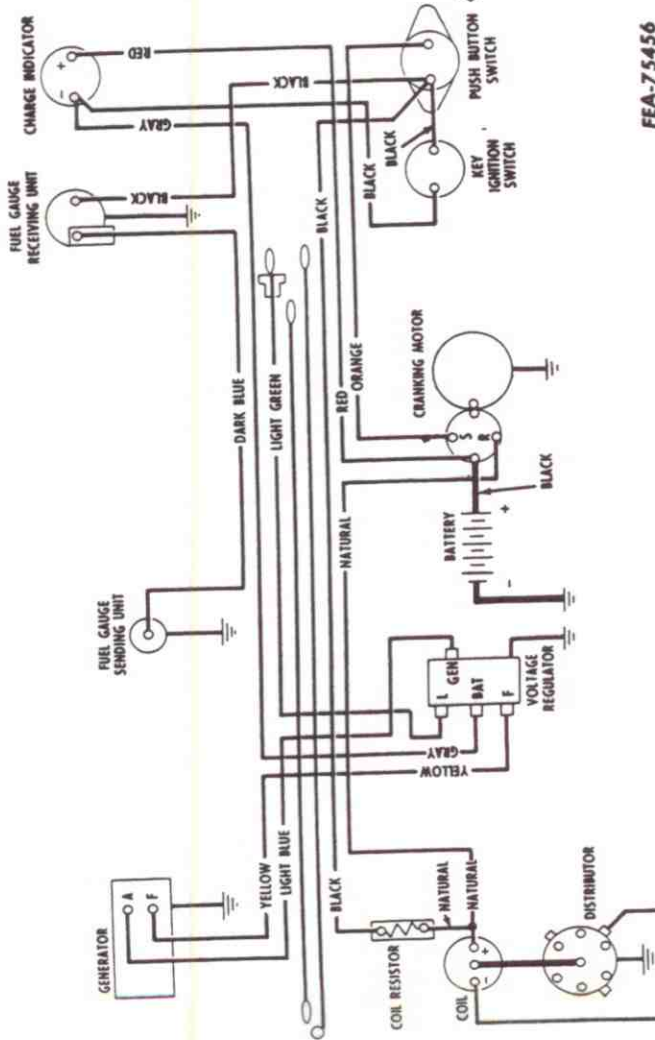 CHARGE INDICATOR
+
-
RED
GRAY
BLACK
FUEL GAUGE
RECEIVING UNIT
BLACK
PUSH BUTTON
SWITCH
BLACK
BLACK
BLACK
KEY
IGNITION
SWITCH
FEA-75456
DARK BLUE
LIGHT GREEN
RED
ORANGE
CRANKING MOTOR
S
R
FUEL GAUGE
SENDING UNIT
NATURAL
BATTERY
+
-
BLACK
L
GEN
BAT
F
VOLTAGE
REGULATOR
GRAY
YELLOW
GENERATOR
A
F
YELLOW
LIGHT BLUE
BLACK
NATURAL
NATURAL
COIL RESISTOR
COIL
+
-
DISTRIBUTOR